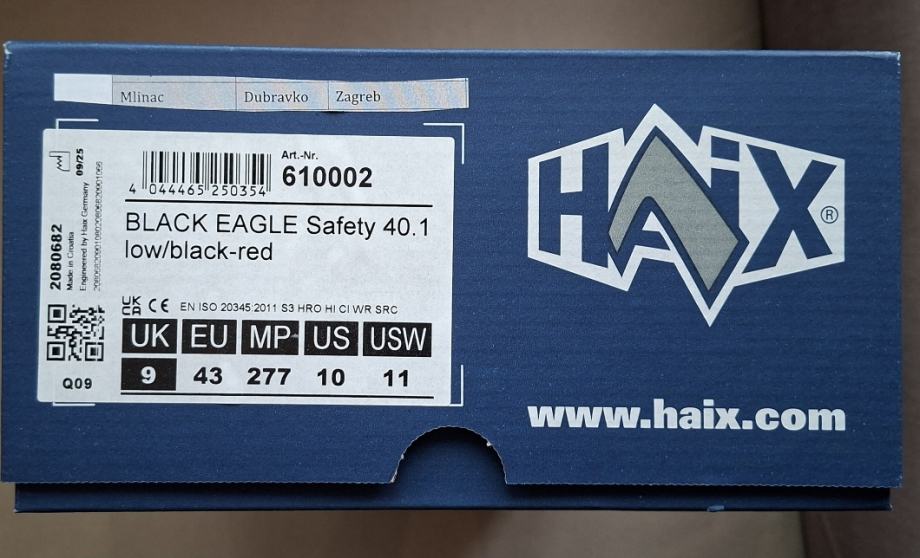 Mlinac Dubravko Zagreb
09/25
2080682
Made in Croatia
Engineered by Haix Germany
Q09
4 044465 250354
Art.-Nr.
610002
BLACK EAGLE Safety 40.1
low/black-red
UK CA CE EN ISO 20345:2011 S3 HRO HI CI WR SRC
UK EU MP US USW
9 43 277 10 11
HAiX®
www.haix.com